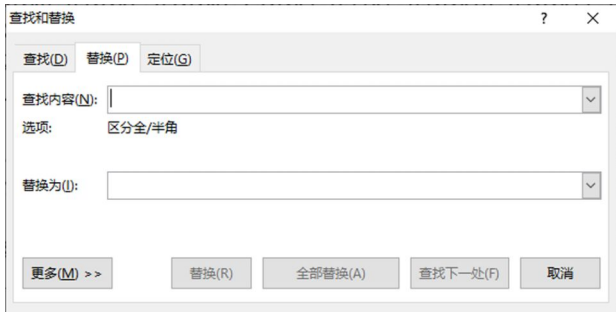 查找和替换 ? ×
查找(D) 替换(P) 定位(G)
查找内容(N):
选项: 区分全/半角
替换为(I):
更多(M) >> 替换(R) 全部替换(A) 查找下一处(F) 取消